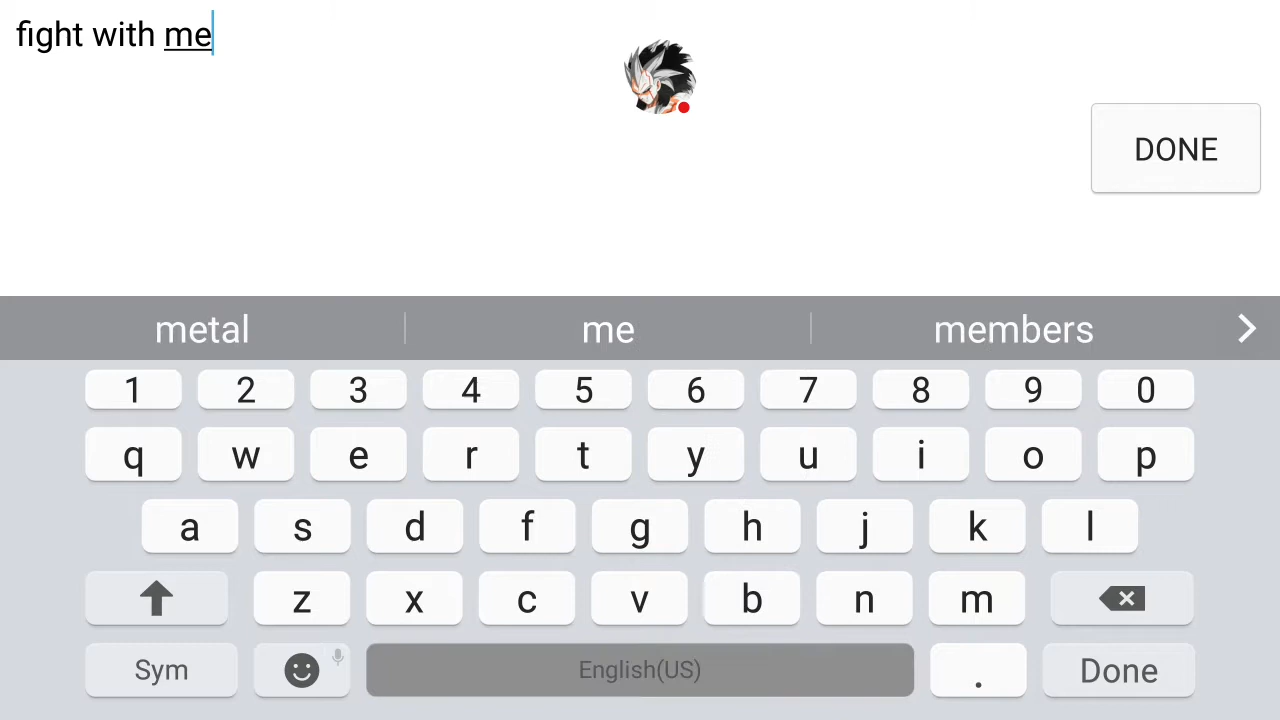 fight with me
DONE
metal me members
1 2 3 4 5 6 7 8 9 0
q w e r t y u i o p
a s d f g h j k l
z x c v b n m
Sym English(US) . Done